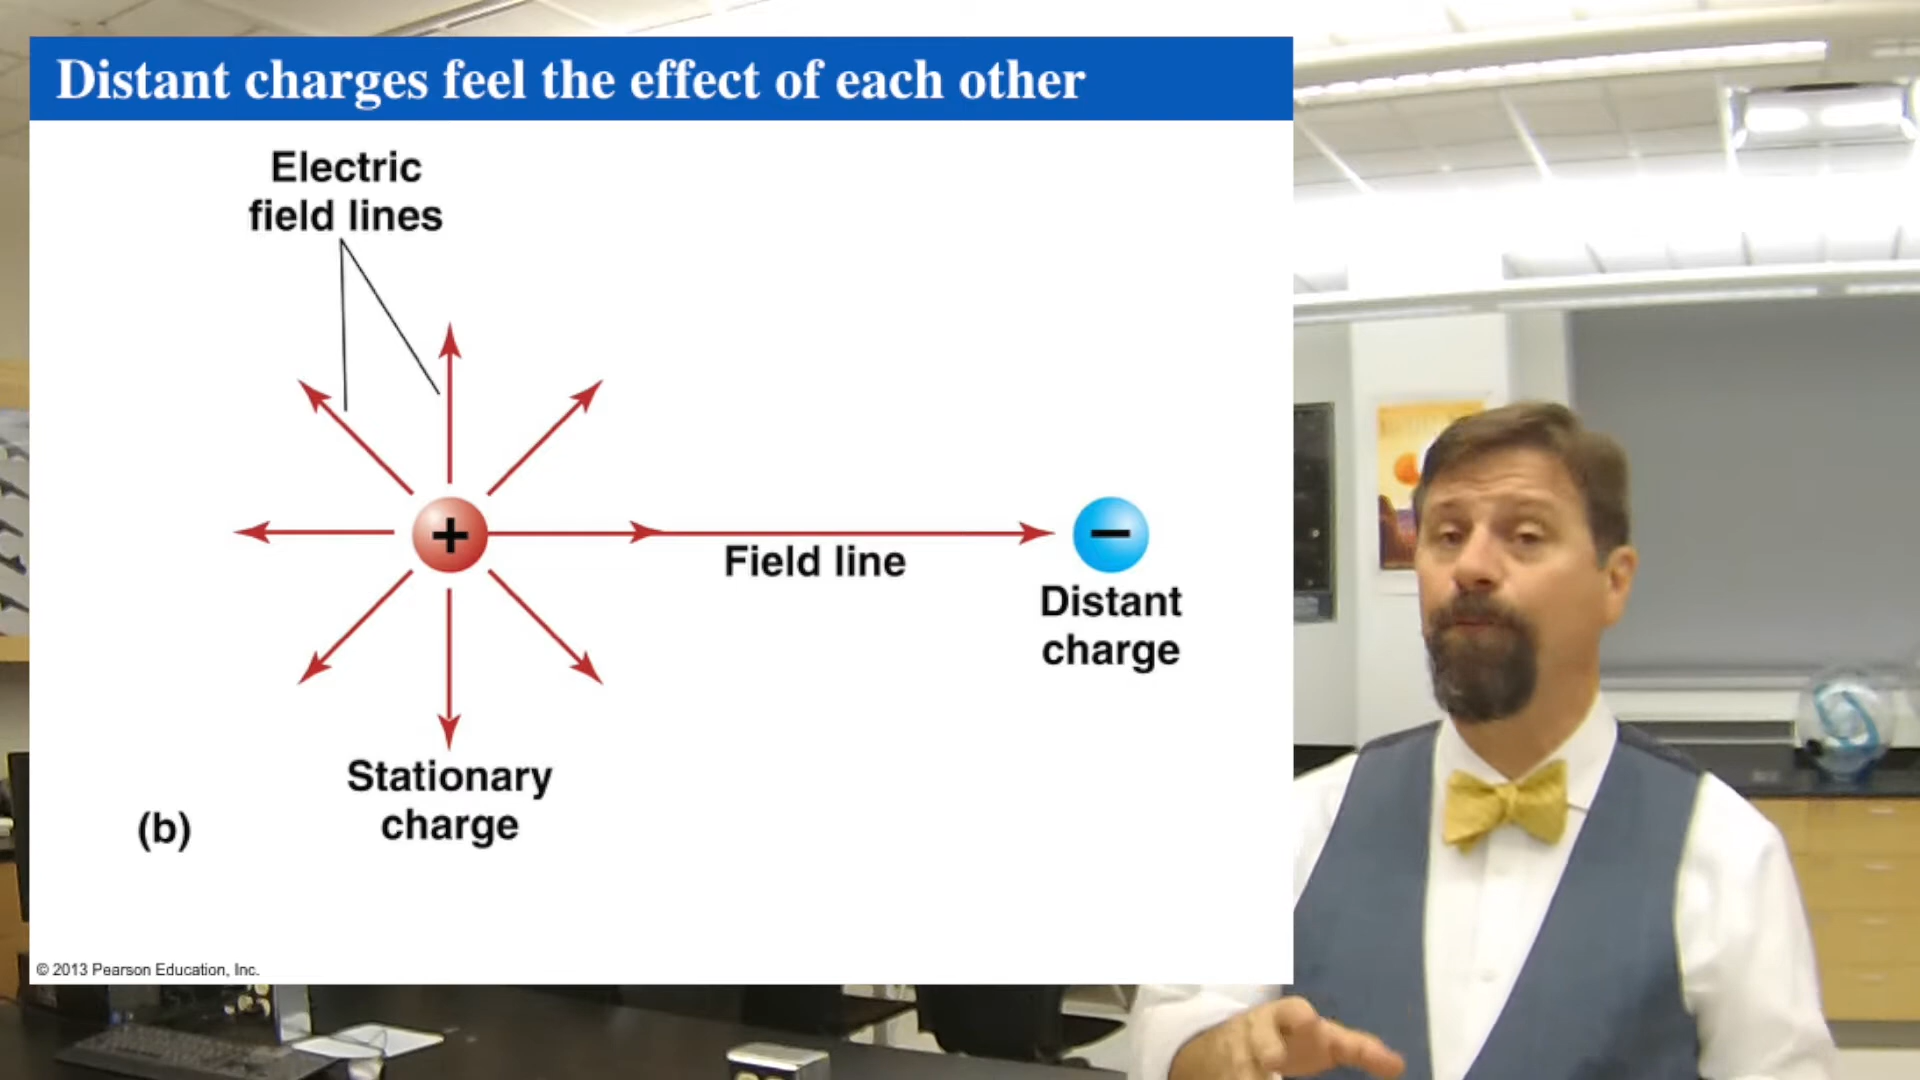 Distant charges feel the effect of each other
Electric
field lines
+
−
Field line
Distant
charge
Stationary
charge
(b)
© 2013 Pearson Education, Inc.